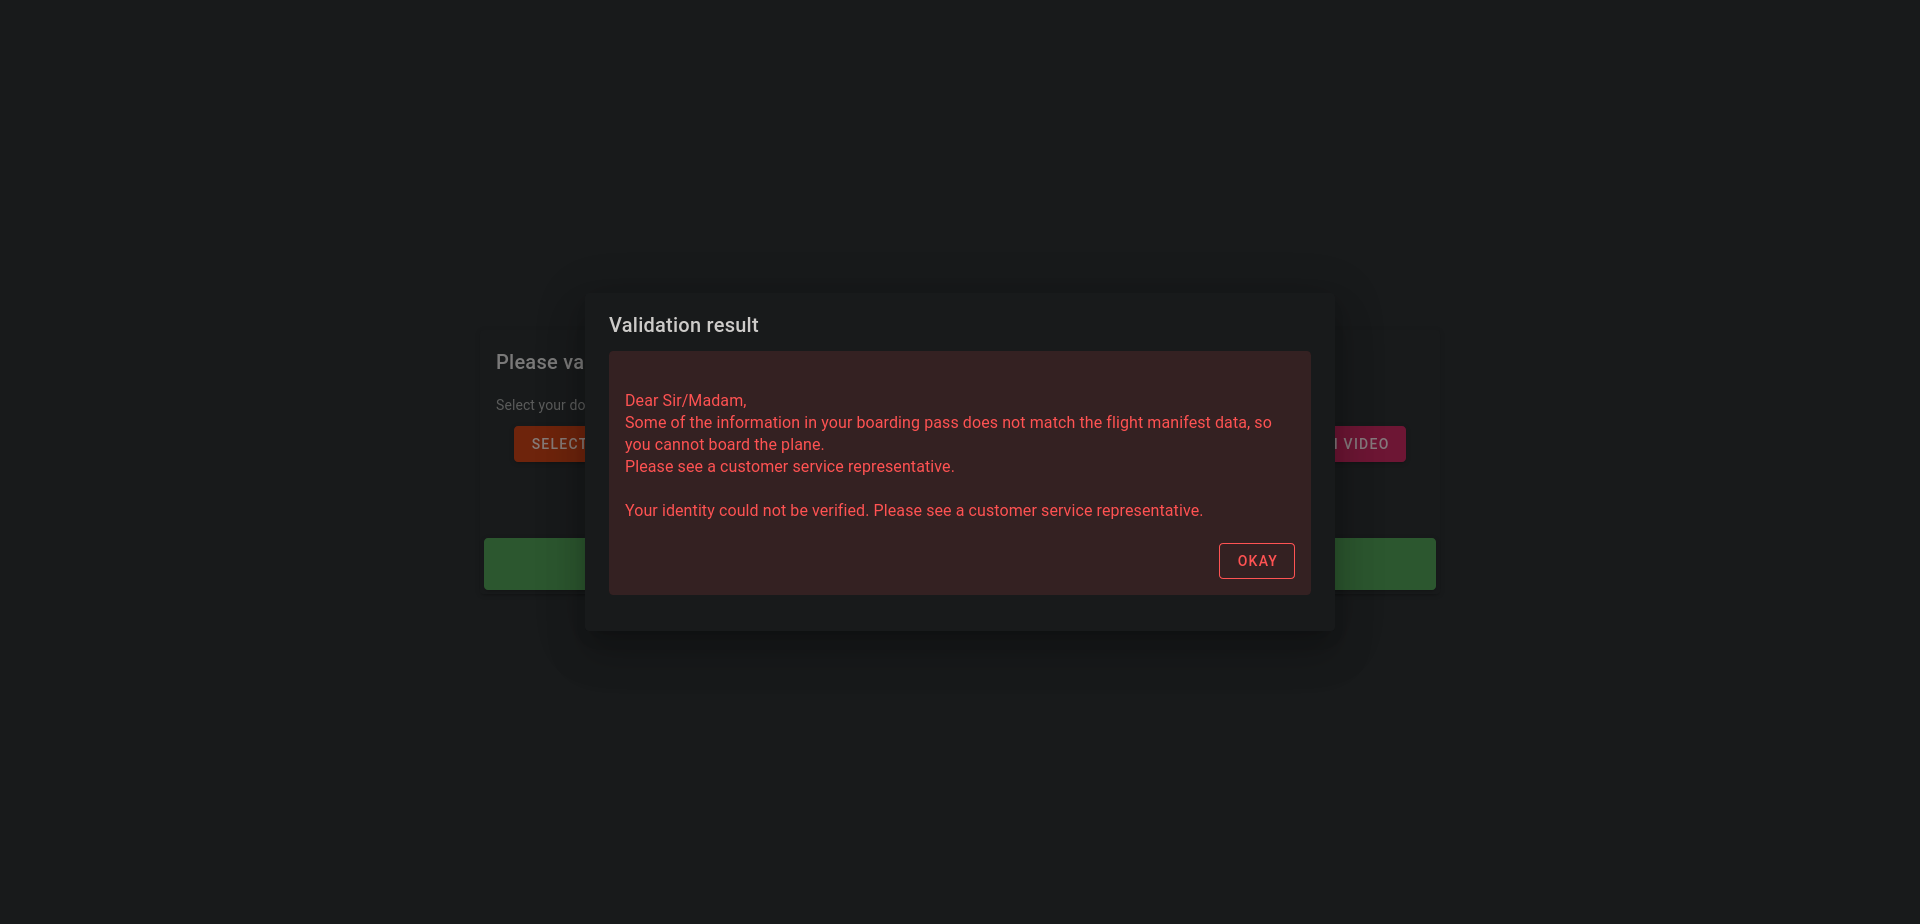 Validation result
Please va
Dear Sir/Madam,
Select your do
Some of the information in your boarding pass does not match the flight manifest data, so
you cannot board the plane.
SELECT
VIDEO
Please see a customer service representative.
Your identity could not be verified. Please see a customer service representative.
OKAY